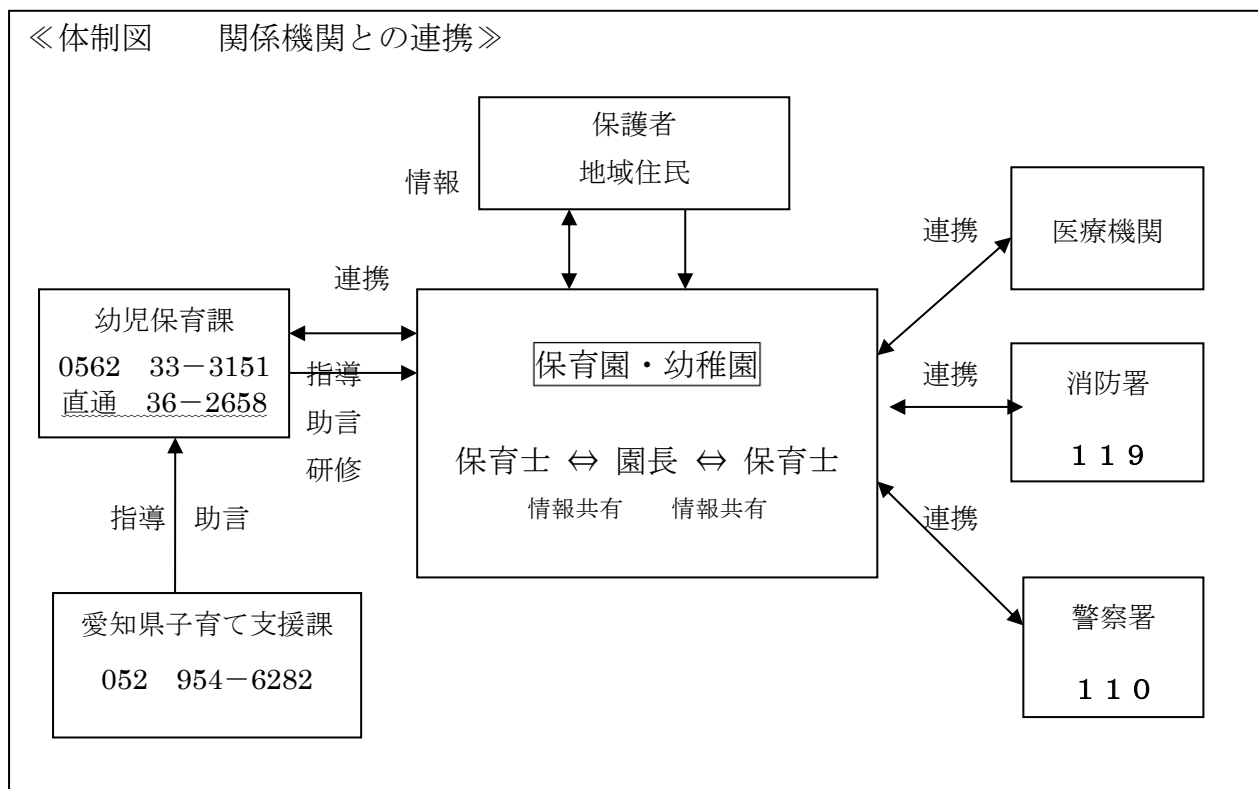 ≪体制図　　関係機関との連携≫
保護者
地域住民
情報
医療機関
連携
連携
幼児保育課
0562　33－3151
直通　36－2658
指導
助言
研修
保育園・幼稚園
保育士 ⇔ 園長 ⇔ 保育士
情報共有　　情報共有
連携
消防署
１１９
連携
警察署
１１０
指導　助言
愛知県子育て支援課
052　954－6282